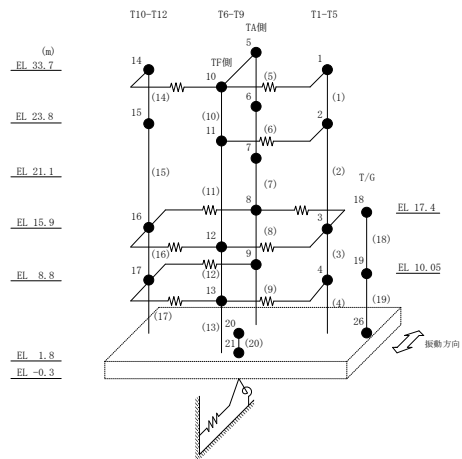 T10-T12 T6-T9 T1-T5
TA側
(m) 5
EL 33.7 14 TF側 10 1
(14) (5)
(10) (1)
EL 23.8 15 6 2
11 (6)
EL 21.1 7
(15) (7) (2) T/G
(11) 18 EL 17.4
EL 15.9 16 8 3
12 (8) (18)
(16) (12) (3)
EL 8.8 17 9 4 19 EL 10.05
13 (9)
(17) (13) (4) (19)
20 26
21 (20)
振動方向
EL 1.8
EL -0.3